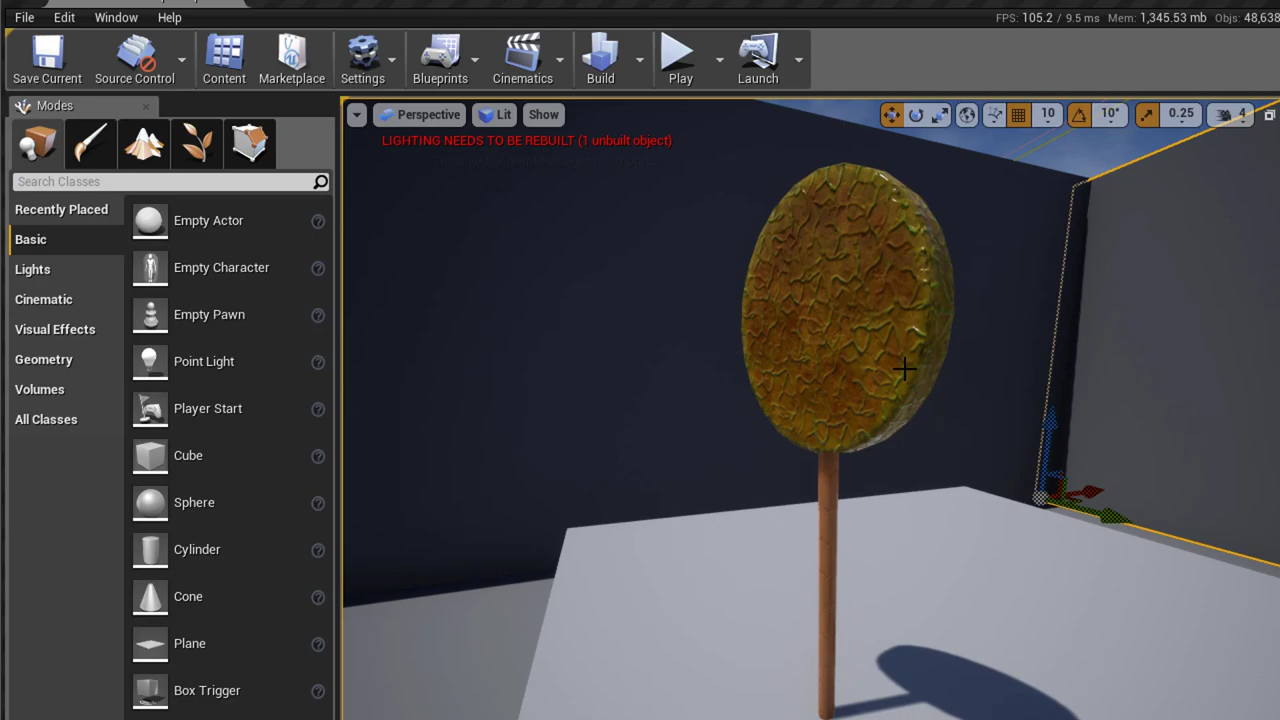 File Edit Window Help
FPS: 105.2 / 9.5 ms Mem: 1,345.53 mb Objs: 48,638
Save Current Source Control Content Marketplace Settings Blueprints Cinematics Build Play Launch
Modes
Perspective Lit Show 10 10° 0.25 4
LIGHTING NEEDS TO BE REBUILT (1 unbuilt object)
Search Classes
Recently Placed
Basic
Lights
Cinematic
Visual Effects
Geometry
Volumes
All Classes
Empty Actor
Empty Character
Empty Pawn
Point Light
Player Start
Cube
Sphere
Cylinder
Cone
Plane
Box Trigger